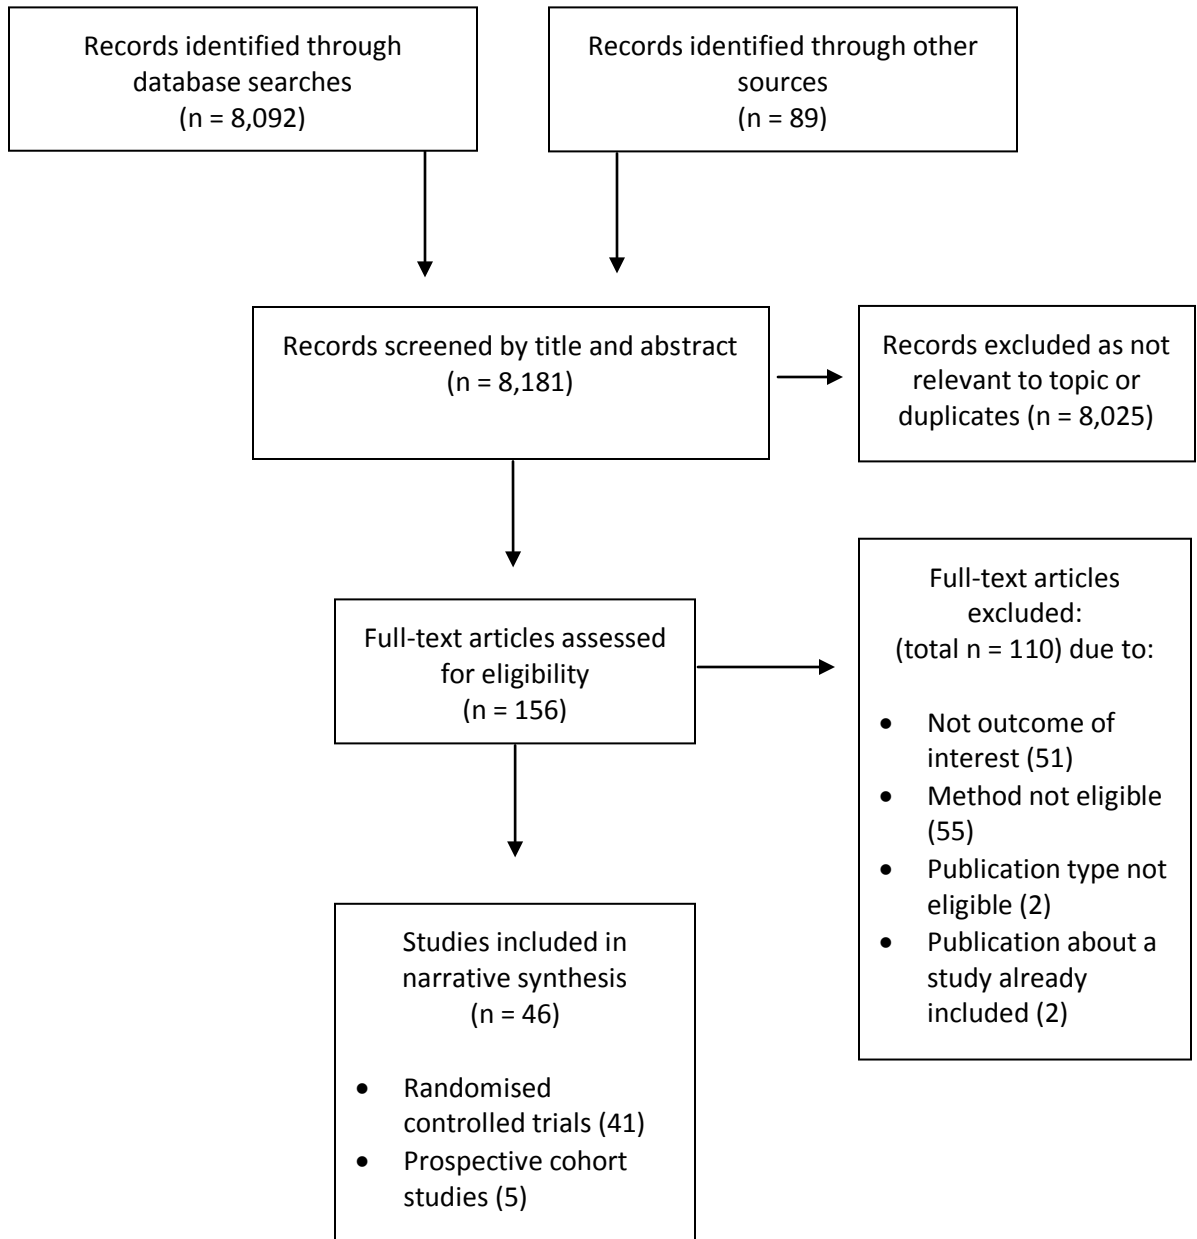 Records identified through
database searches
(n = 8,092)
Records identified through other
sources
(n = 89)
Records screened by title and abstract
(n = 8,181)
Records excluded as not
relevant to topic or
duplicates (n = 8,025)
Full-text articles assessed
for eligibility
(n = 156)
Full-text articles
excluded:
(total n = 110) due to:
• Not outcome of
interest (51)
• Method not eligible
(55)
• Publication type not
eligible (2)
• Publication about a
study already
included (2)
Studies included in
narrative synthesis
(n = 46)
• Randomised
controlled trials (41)
• Prospective cohort
studies (5)